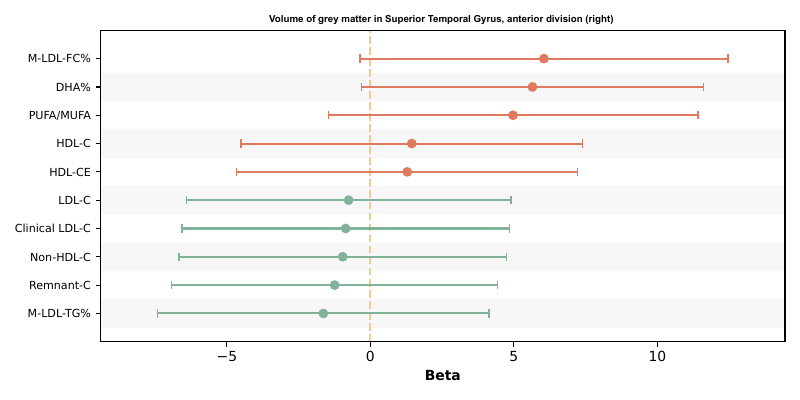 Volume of grey matter in Superior Temporal Gyrus, anterior division (right)
M-LDL-FC%
DHA%
PUFA/MUFA
HDL-C
HDL-CE
LDL-C
Clinical LDL-C
Non-HDL-C
Remnant-C
M-LDL-TG%
−5 0 5 10
Beta